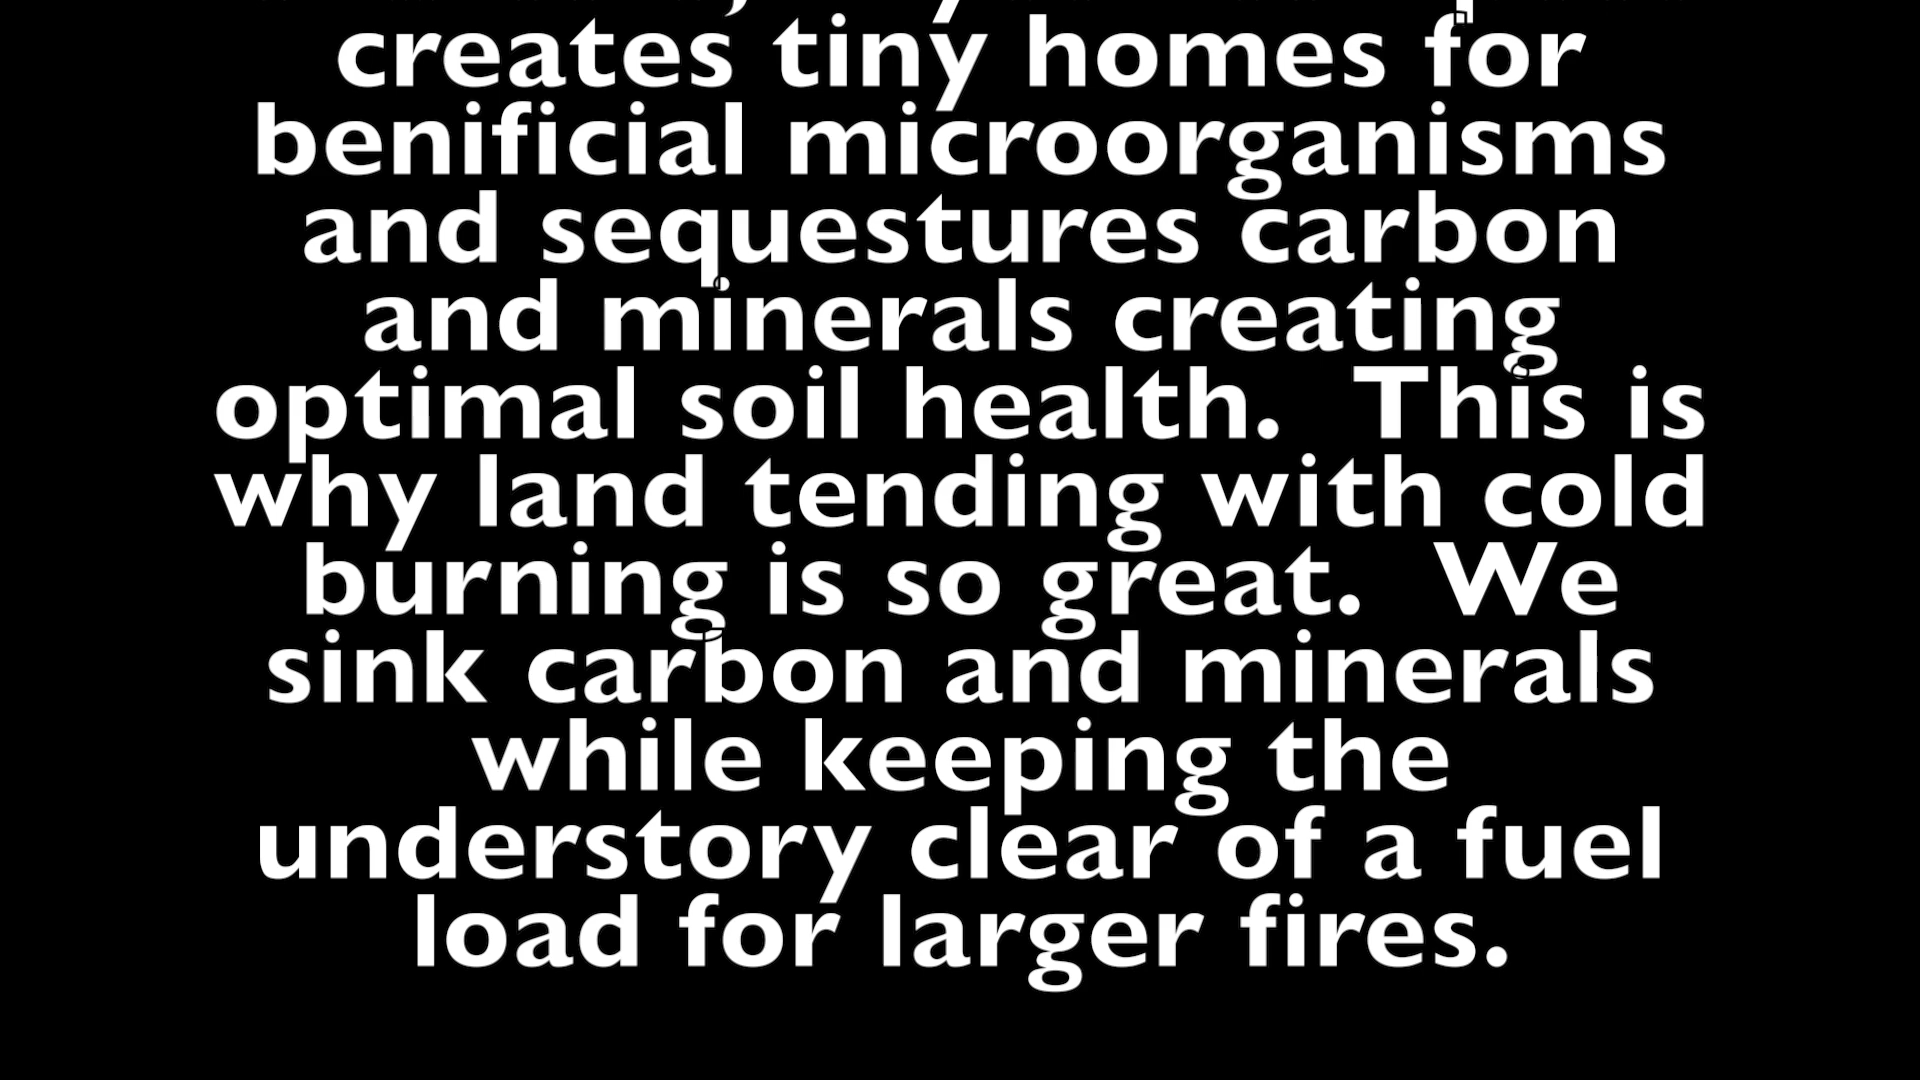 creates tiny homes for
benificial microorganisms
and sequestures carbon
and minerals creating
optimal soil health.  This is
why land tending with cold
burning is so great.  We
sink carbon and minerals
while keeping the
understory clear of a fuel
load for larger fires.